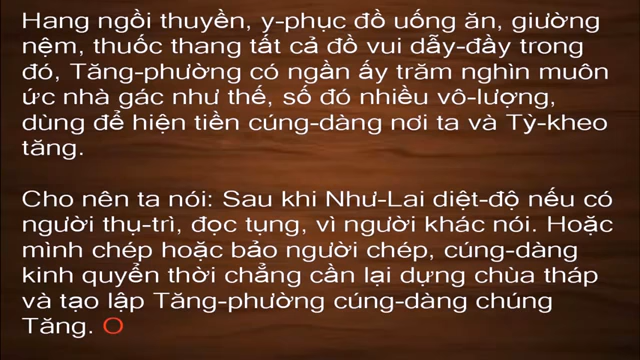 Hang ngồi thuyền, y-phục đồ uống ăn, giường
nệm, thuốc thang tất cả đồ vui dẫy-đầy trong
đó, Tăng-phường có ngần ấy trăm nghìn muôn
ức nhà gác như thế, số đó nhiều vô-lượng,
dùng để hiện tiền cúng-dàng nơi ta và Tỳ-kheo
tăng.
Cho nên ta nói: Sau khi Như-Lai diệt-độ nếu có
người thụ-trì, đọc tụng, vì người khác nói. Hoặc
mình chép hoặc bảo người chép, cúng-dàng
kinh quyển thời chẳng cần lại dựng chùa tháp
và tạo lập Tăng-phường cúng-dàng chúng
Tăng. O